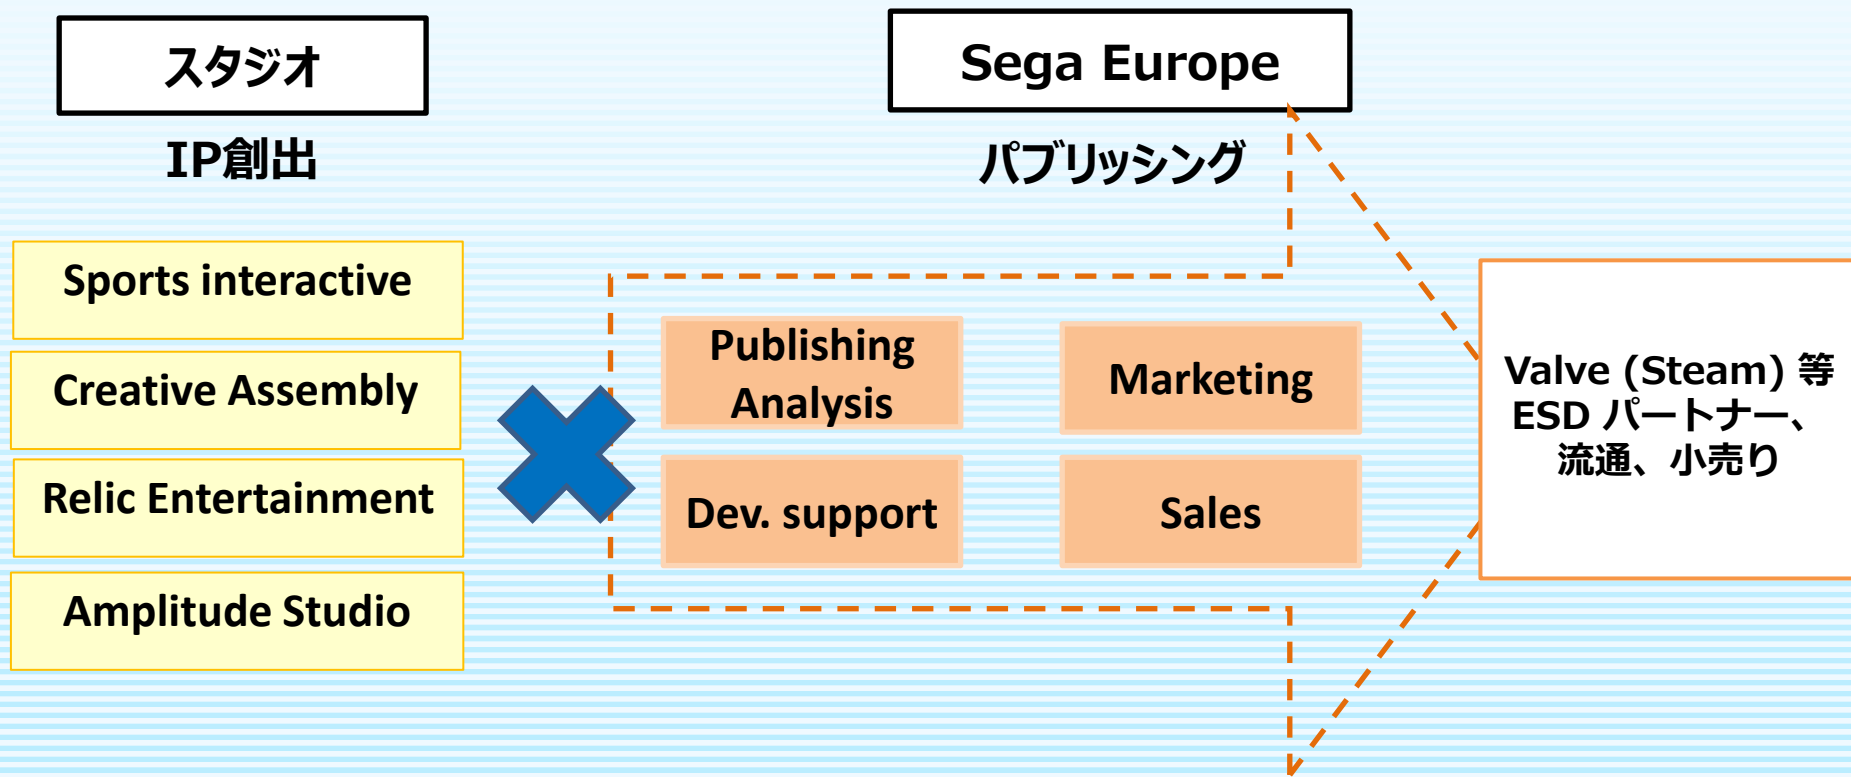 スタジオ
IP創出
Sports interactive
Creative Assembly
Relic Entertainment
Amplitude Studio
Sega Europe
パブリッシング
Publishing
Analysis
Marketing
Dev. support
Sales
Valve (Steam) 等
ESD パートナー、
流通、小売り